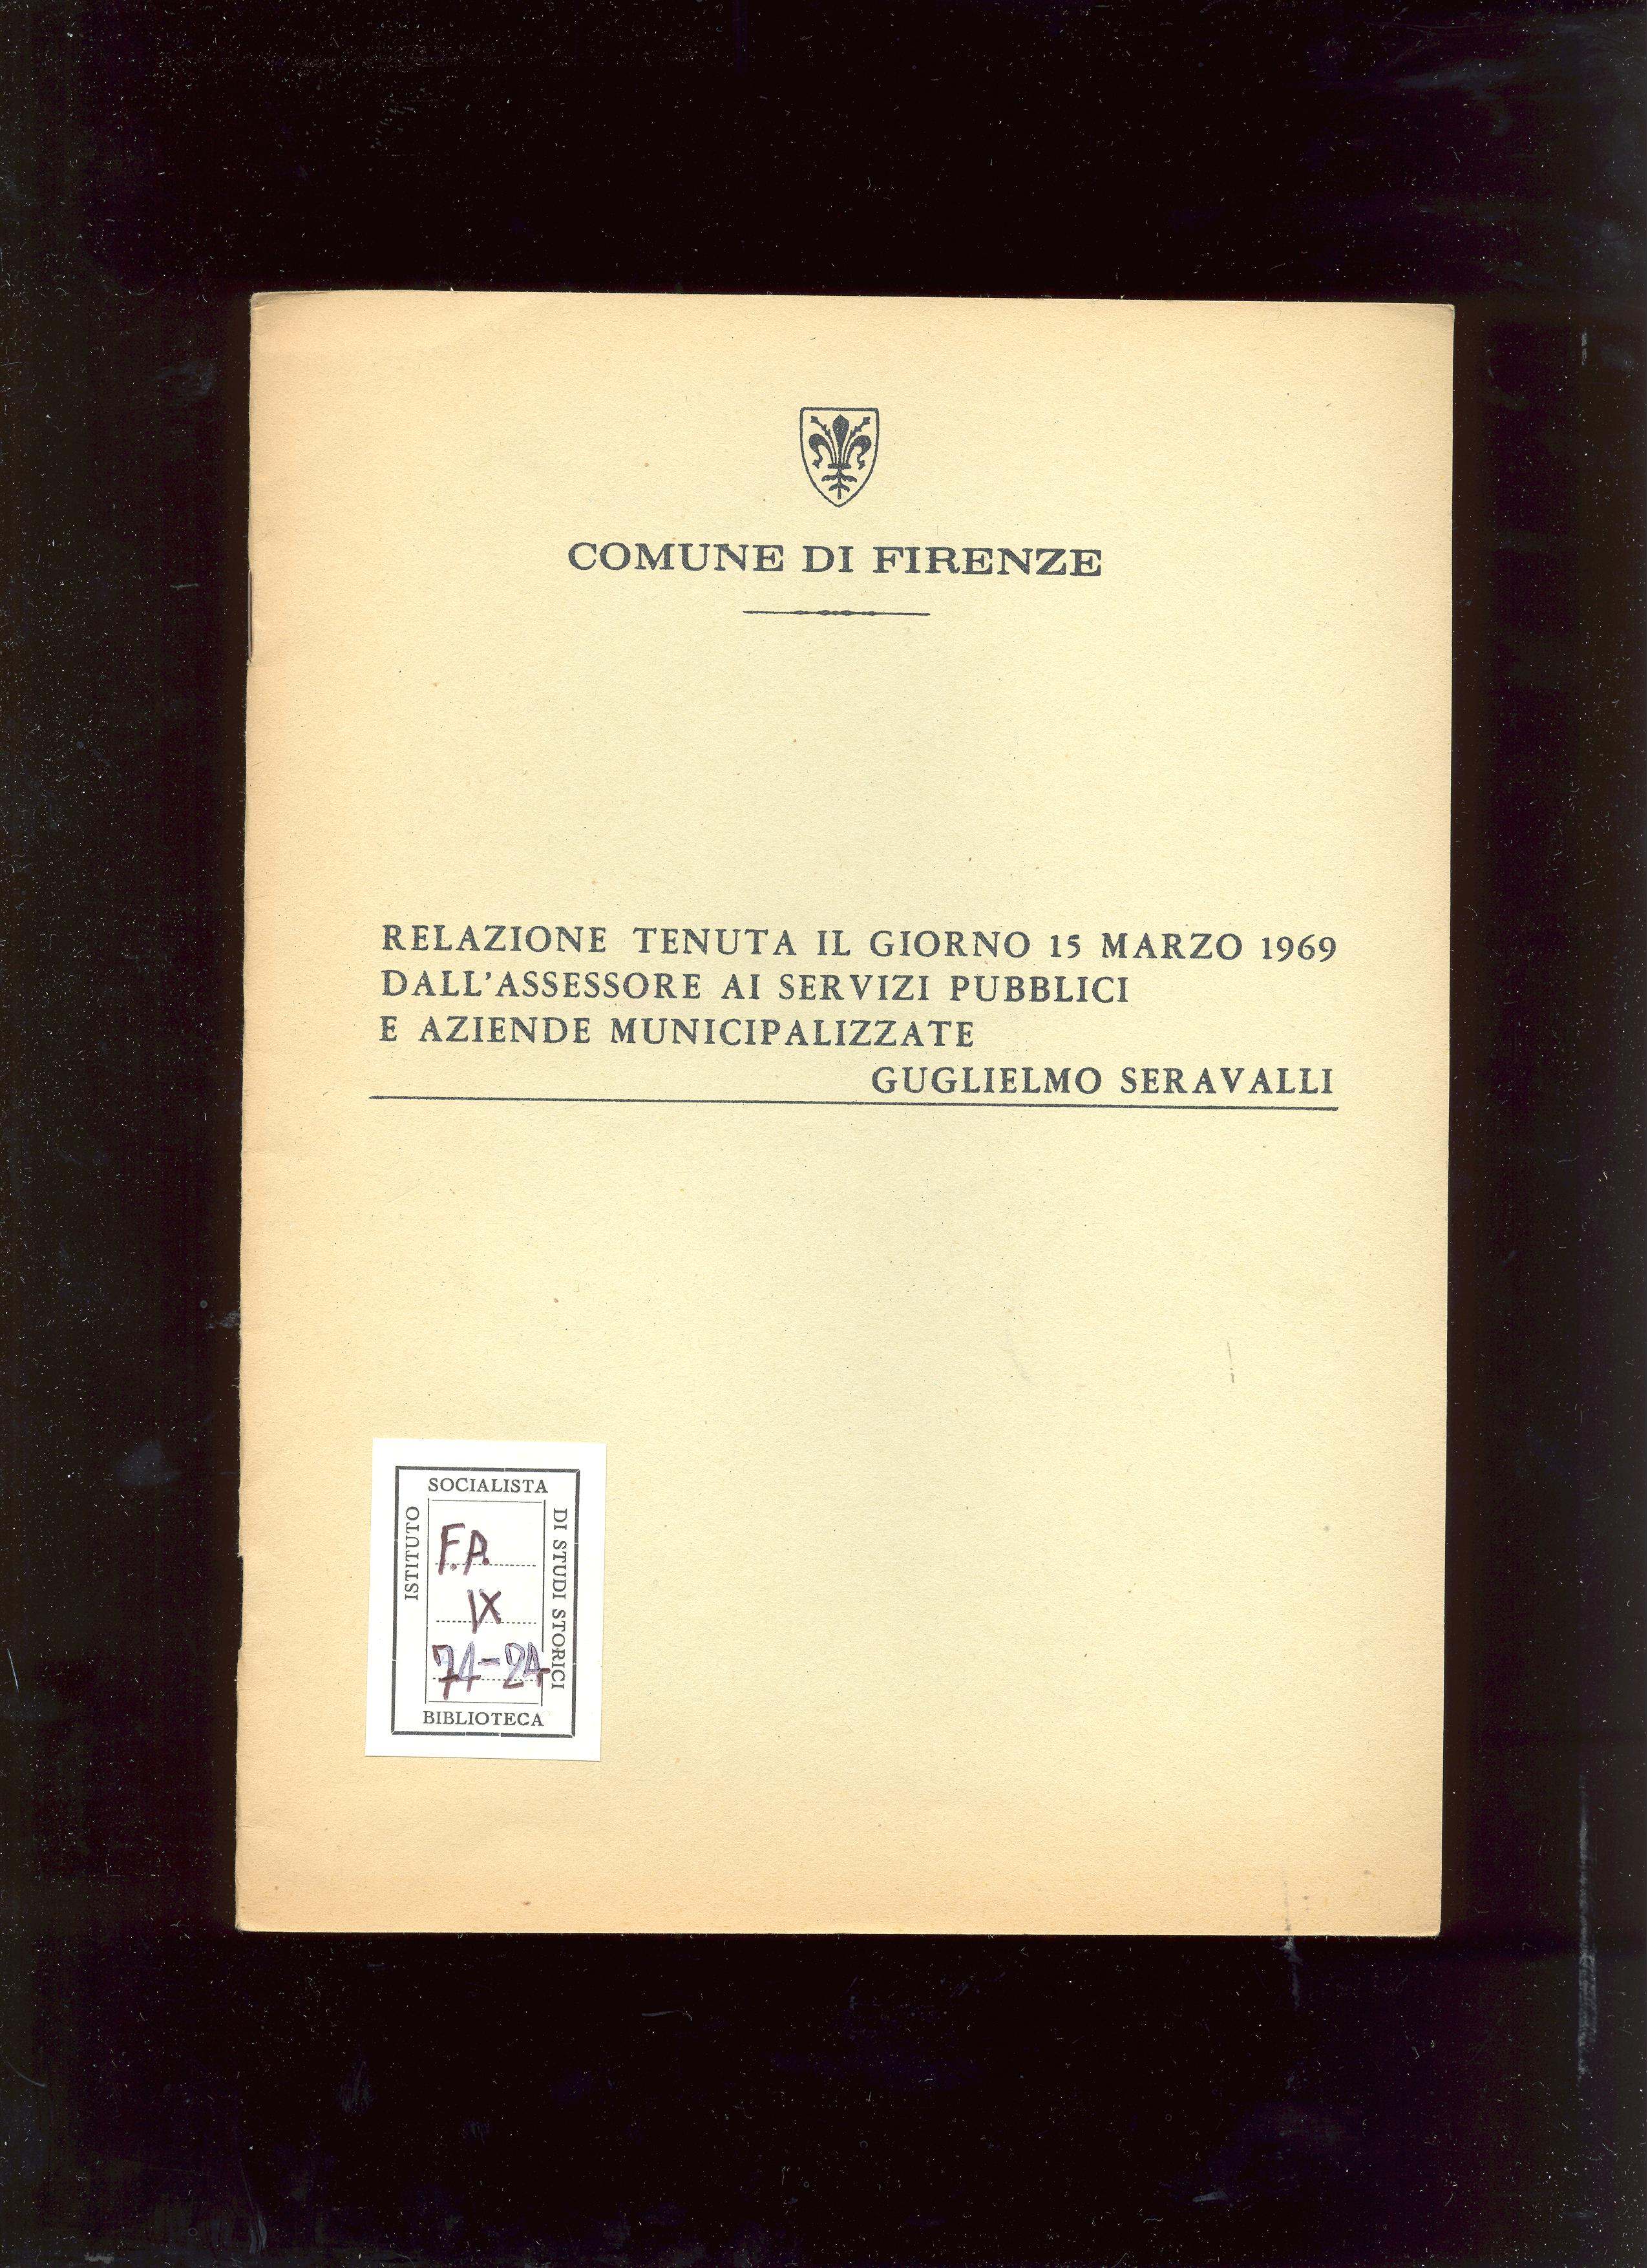 COMUNE DI FIRENZE
RELAZIONE TENUTA IL GIORNO 15 MARZO 1969
DALL'ASSESSORE AI SERVIZI PUBBLICI
E AZIENDE MUNICIPALIZZATE
GUGLIELMO SERAVALLI
ISTITUTO
SOCIALISTA
DI STUDI STORICI
F.P.
IX
74-24
BIBLIOTECA